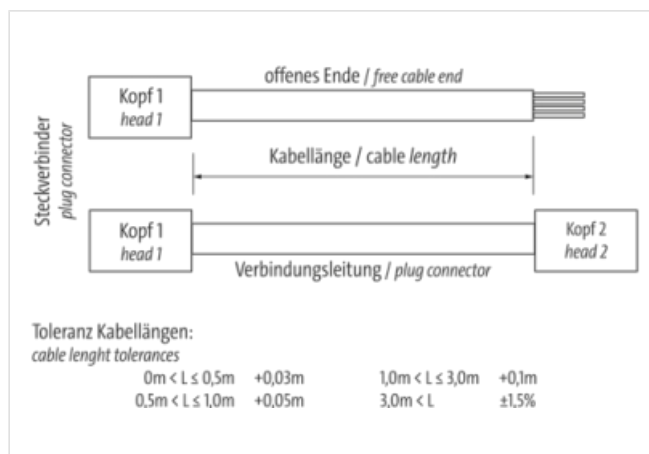 offenes Ende / free cable end
Kopf 1
head 1
Steckverbinder
plug connector
Kabellänge / cable length
Kopf 1
head 1
Kopf 2
head 2
Verbindungsleitung / plug connector
Toleranz Kabellängen:
cable lenght tolerances
0m < L ≤ 0,5m +0,03m 1,0m < L ≤ 3,0m +0,1m
0,5m < L ≤ 1,0m +0,05m 3,0m < L ±1,5%